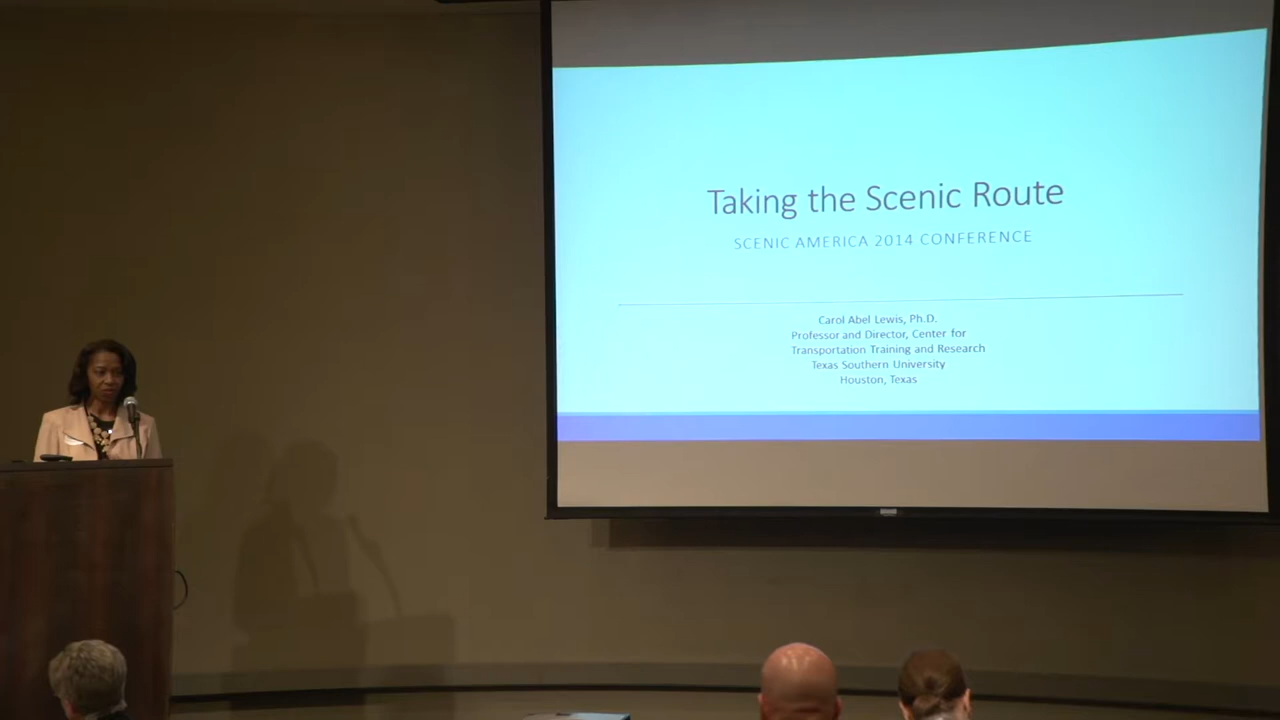 Taking the Scenic Route
SCENIC AMERICA 2014 CONFERENCE
Carol Abel Lewis, Ph.D.
Professor and Director, Center for
Transportation Training and Research
Texas Southern University
Houston, Texas